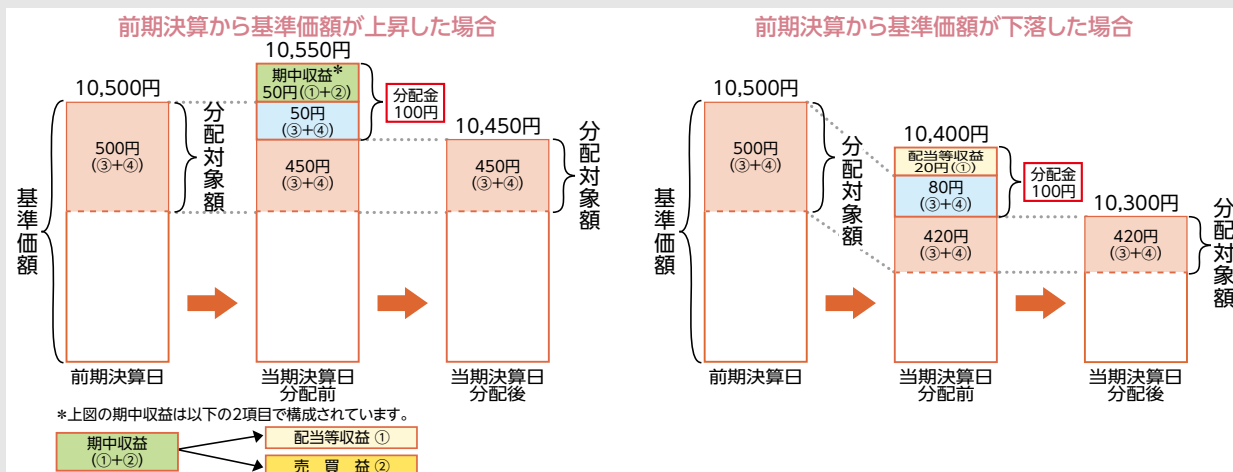 前期決算から基準価額が上昇した場合
10,500円
10,550円
期中収益*
50円(①+②)
50円
(③+④)
分配金
100円
10,450円
500円
(③+④)
450円
(③+④)
450円
(③+④)
基準価額
分配対象額
分配対象額
前期決算日
当期決算日
分配前
当期決算日
分配後
*上図の期中収益は以下の2項目で構成されています。
期中収益
(①+②)
配当等収益 ①
売 買 益 ②
前期決算から基準価額が下落した場合
10,500円
10,400円
配当等収益
20円(①)
80円
(③+④)
分配金
100円
10,300円
500円
(③+④)
420円
(③+④)
420円
(③+④)
基準価額
分配対象額
分配対象額
前期決算日
当期決算日
分配前
当期決算日
分配後